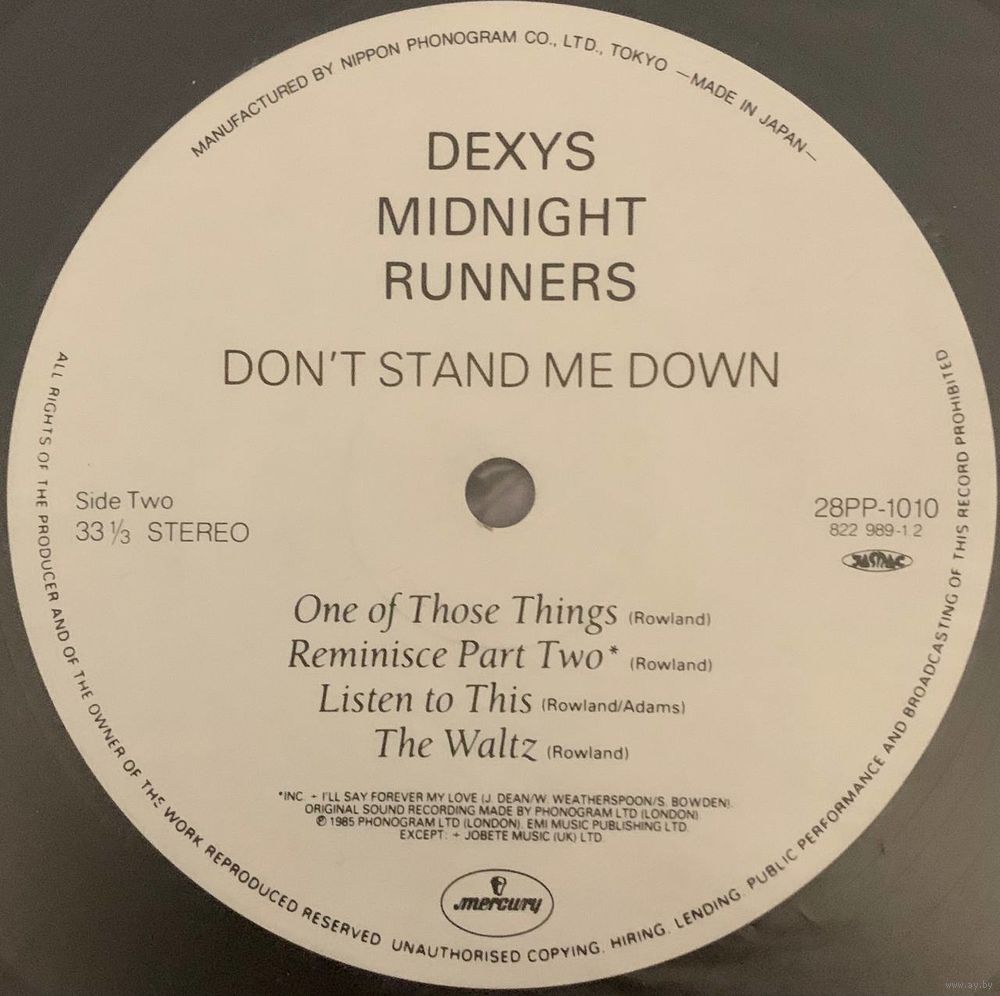 MANUFACTURED BY NIPPON PHONOGRAM CO., LTD., TOKYO —MADE IN JAPAN—
DEXYS
MIDNIGHT
RUNNERS
DON'T STAND ME DOWN
Side Two
33 1/3 STEREO
28PP-1010
822 989-1 2
JASRAC
One of Those Things (Rowland)
Reminisce Part Two* (Rowland)
Listen to This (Rowland/Adams)
The Waltz (Rowland)
*INC. + I'LL SAY FOREVER MY LOVE (J. DEAN/W. WEATHERSPOON/S. BOWDEN).
ORIGINAL SOUND RECORDING MADE BY PHONOGRAM LTD (LONDON)
℗ 1985 PHONOGRAM LTD (LONDON). EMI MUSIC PUBLISHING LTD.
EXCEPT: + JOBETE MUSIC (UK) LTD
mercury
ALL RIGHTS OF THE PRODUCER AND OF THE OWNER OF THE WORK REPRODUCED RESERVED UNAUTHORISED COPYING. HIRING. LENDING. PUBLIC PERFORMANCE AND BROADCASTING OF THIS RECORD PROHIBITED
www.ay.by